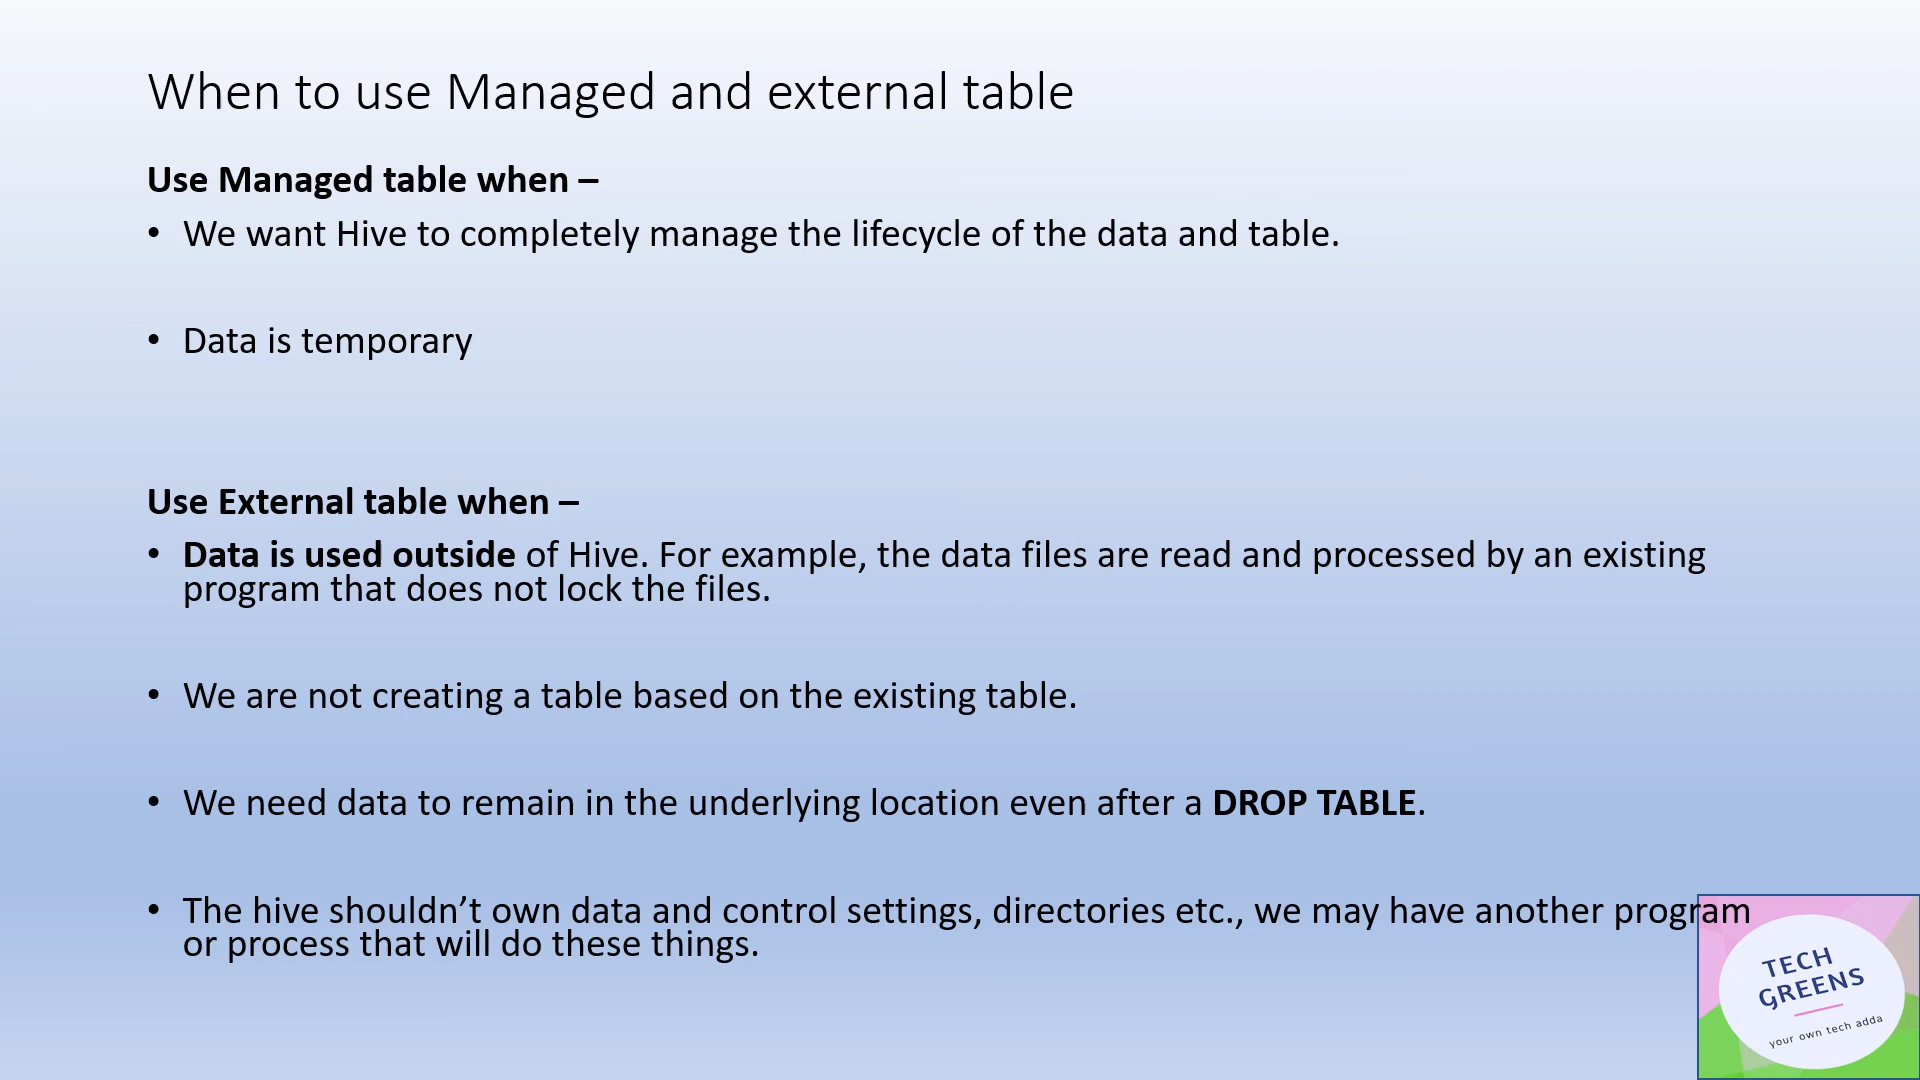 When to use Managed and external table
Use Managed table when –
• We want Hive to completely manage the lifecycle of the data and table.
• Data is temporary
Use External table when –
• Data is used outside of Hive. For example, the data files are read and processed by an existing
program that does not lock the files.
• We are not creating a table based on the existing table.
• We need data to remain in the underlying location even after a DROP TABLE.
• The hive shouldn’t own data and control settings, directories etc., we may have another program
or process that will do these things.
TECH
GREENS
your own tech adda